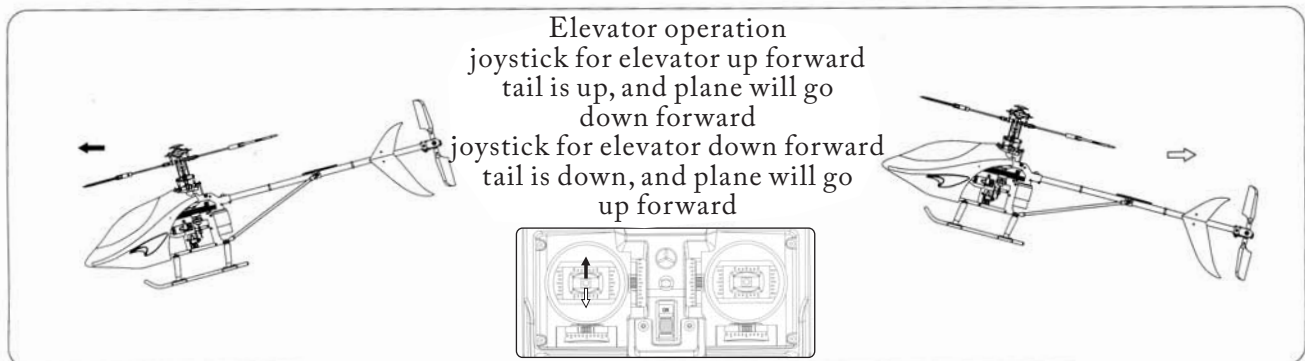 Elevator operation
joystick for elevator up forward
tail is up, and plane will go
down forward
joystick for elevator down forward
tail is down, and plane will go
up forward